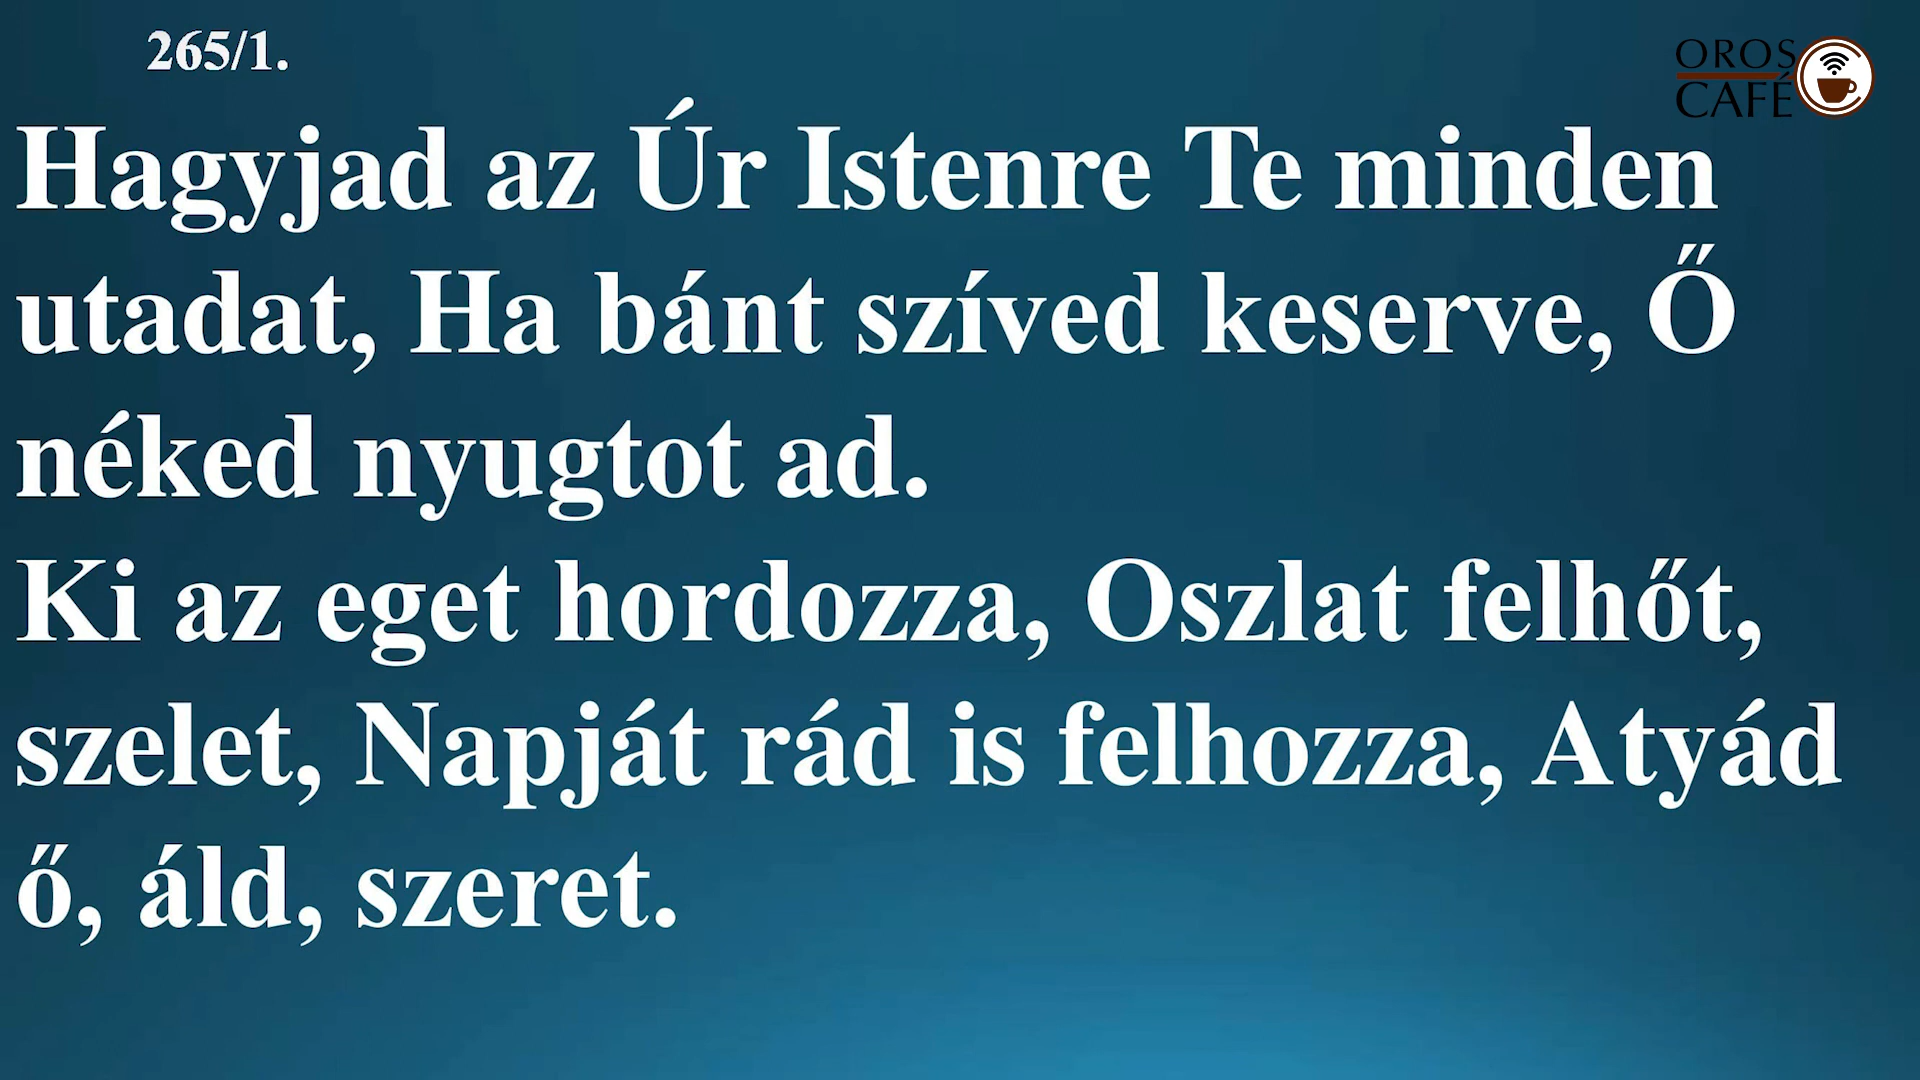 265/1.
OROS
CAFÉ
Hagyjad az Úr Istenre Te minden
utadat, Ha bánt szíved keserve, Ő
néked nyugtot ad.
Ki az eget hordozza, Oszlat felhőt,
szelet, Napját rád is felhozza, Atyád
ő, áld, szeret.